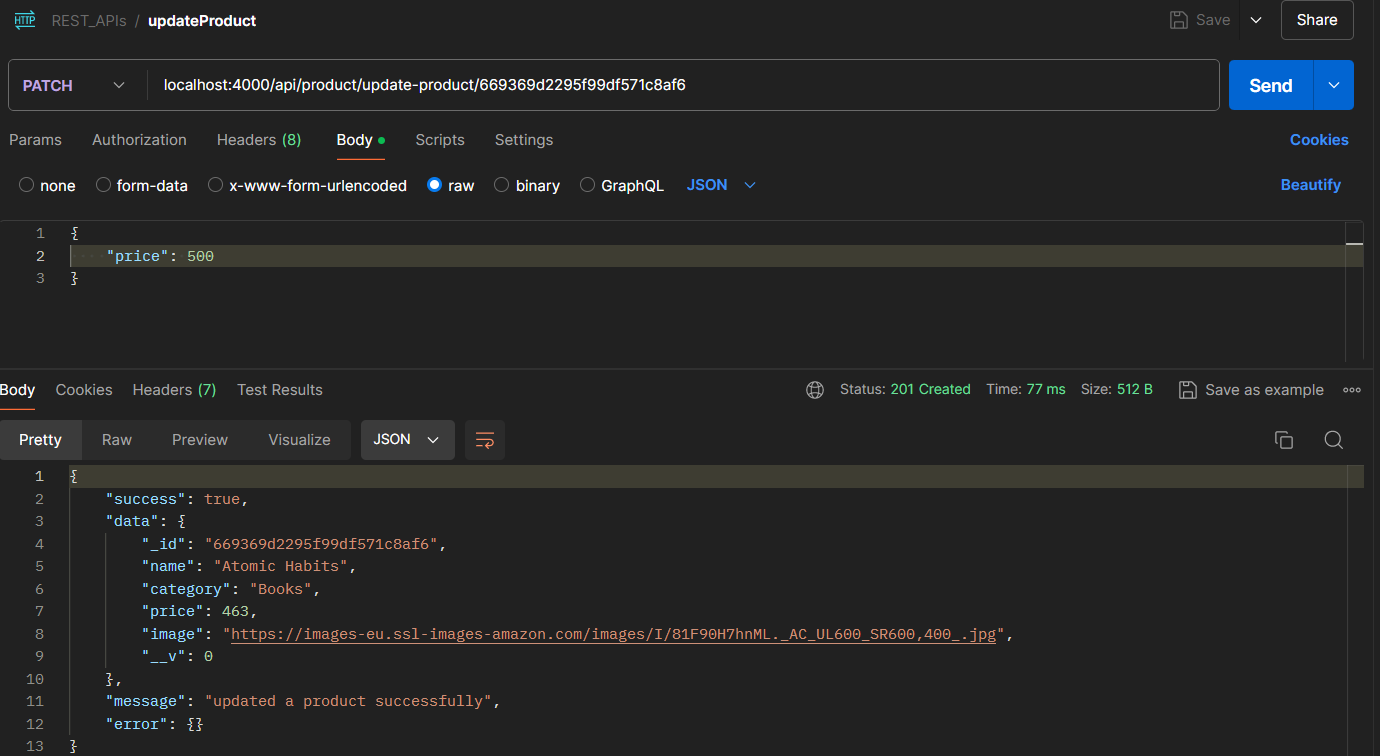 HTTP REST_APIs / updateProduct Save Share
PATCH localhost:4000/api/product/update-product/669369d2295f99df571c8af6 Send
Params Authorization Headers (8) Body Scripts Settings Cookies
none form-data x-www-form-urlencoded raw binary GraphQL JSON Beautify
1 {
2 "price": 500
3 }
Body Cookies Headers (7) Test Results Status: 201 Created Time: 77 ms Size: 512 B Save as example
Pretty Raw Preview Visualize JSON
1 {
2 "success": true,
3 "data": {
4 "_id": "669369d2295f99df571c8af6",
5 "name": "Atomic Habits",
6 "category": "Books",
7 "price": 463,
8 "image": "https://images-eu.ssl-images-amazon.com/images/I/81F90H7hnML._AC_UL600_SR600,400_.jpg",
9 "__v": 0
10 },
11 "message": "updated a product successfully",
12 "error": {}
13 }